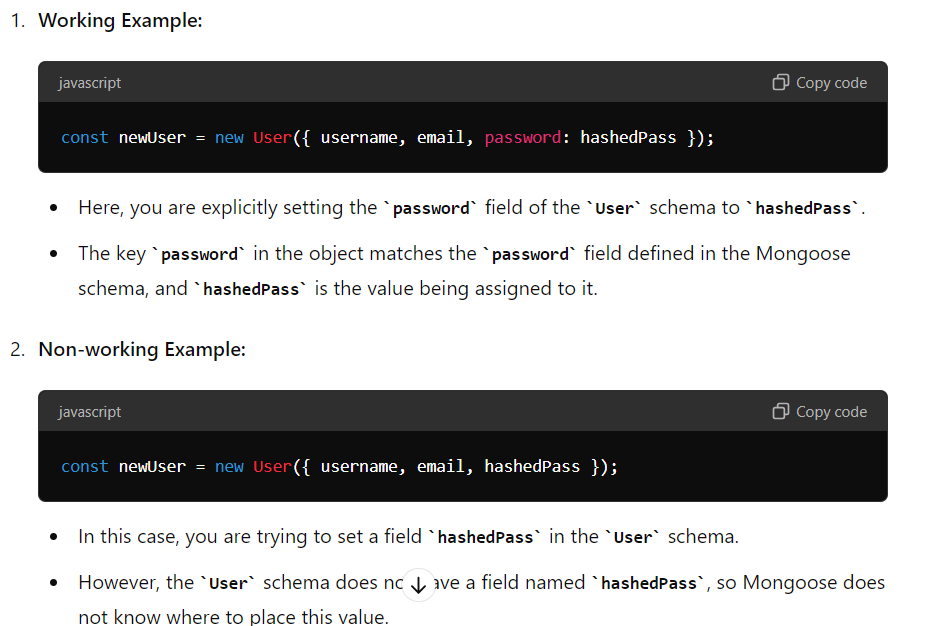 1. Working Example:
javascript
Copy code
const newUser = new User({ username, email, password: hashedPass });
• Here, you are explicitly setting the `password` field of the `User` schema to `hashedPass`.
• The key `password` in the object matches the `password` field defined in the Mongoose
schema, and `hashedPass` is the value being assigned to it.
2. Non-working Example:
javascript
Copy code
const newUser = new User({ username, email, hashedPass });
• In this case, you are trying to set a field `hashedPass` in the `User` schema.
• However, the `User` schema does a field named `hashedPass`, so Mongoose does
not know where to place this value.